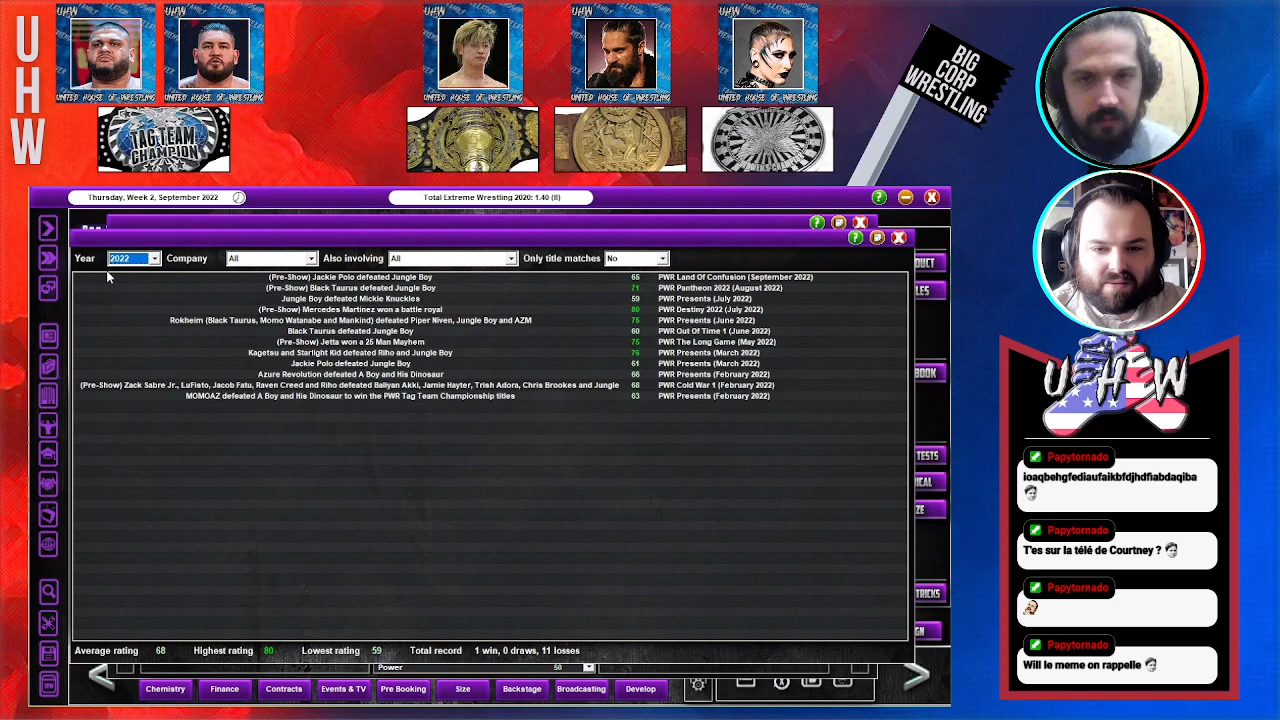 UHW
UNITED HOUSE OF WRESTLING
UNITED HOUSE OF WRESTLING
UNITED HOUSE OF WRESTLING
UNITED HOUSE OF WRESTLING
UNITED HOUSE OF WRESTLING
TAG TEAM
CHAMPION
BIG
CORP
WRESTLING
Thursday, Week 2, September 2022
Total Extreme Wrestling 2020: 1.40 (II)
Year 2022 Company All Also involving All Only title matches No
(Pre-Show) Jackie Polo defeated Jungle Boy 65 PWR Land Of Confusion (September 2022)
(Pre-Show) Black Taurus defeated Jungle Boy 71 PWR Pantheon 2022 (August 2022)
Jungle Boy defeated Mickie Knuckles 59 PWR Presents (July 2022)
(Pre-Show) Mercedes Martinez won a battle royal 80 PWR Destiny 2022 (July 2022)
Rokheim (Black Taurus, Momo Watanabe and Mankind) defeated Piper Niven, Jungle Boy and AZM 75 PWR Presents (June 2022)
Black Taurus defeated Jungle Boy 60 PWR Out Of Time 1 (June 2022)
(Pre-Show) Jetta won a 25 Man Mayhem 75 PWR The Long Game (May 2022)
Kagetsu and Starlight Kid defeated Riho and Jungle Boy 76 PWR Presents (March 2022)
Jackie Polo defeated Jungle Boy 61 PWR Presents (March 2022)
Azure Revolution defeated A Boy and His Dinosaur 66 PWR Presents (February 2022)
(Pre-Show) Zack Sabre Jr., LuFisto, Jacob Fatu, Raven Creed and Riho defeated Baliyan Akki, Jamie Hayter, Trish Adora, Chris Brookes and Jungle 68 PWR Cold War 1 (February 2022)
MOMOAZ defeated A Boy and His Dinosaur to win the PWR Tag Team Championship titles 63 PWR Presents (February 2022)
Average rating 68 Highest rating 80 Lowest rating Total record 1 win, 0 draws, 11 losses
Power 50
Chemistry Finance Contracts Events & TV Pre Booking Size Backstage Broadcasting Develop
BOOK
TESTS
UHW
Papytornado
ioaqbehgfediaufaikbfdjhdfiabdaqiba
Papytornado
T'es sur la télé de Courtney ?
Papytornado
Papytornado
Will le meme on rappelle